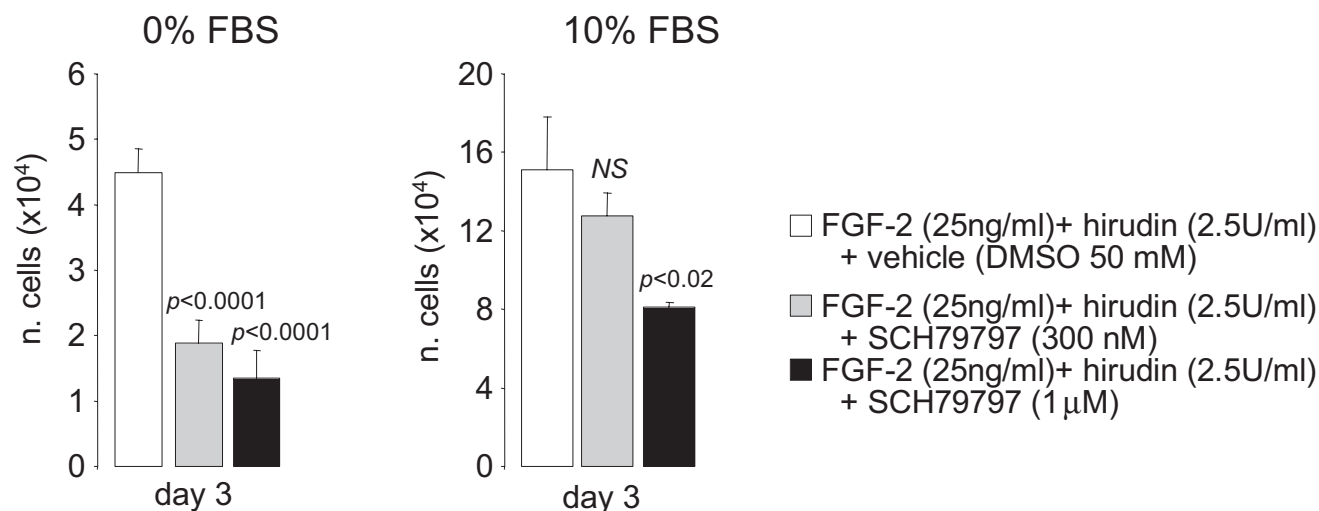 0% FBS
10% FBS
n. cells (x10⁴)
6
5
4
3
2
1
0
p<0.0001
p<0.0001
day 3
n. cells (x10⁴)
20
16
12
8
4
0
NS
p<0.02
day 3
FGF-2 (25ng/ml)+ hirudin (2.5U/ml)
+ vehicle (DMSO 50 mM)
FGF-2 (25ng/ml)+ hirudin (2.5U/ml)
+ SCH79797 (300 nM)
FGF-2 (25ng/ml)+ hirudin (2.5U/ml)
+ SCH79797 (1 μM)